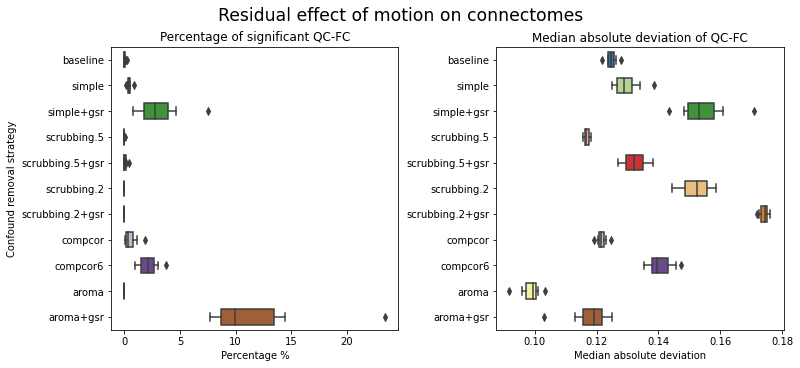 Residual effect of motion on connectomes
Percentage of significant QC-FC
Confound removal strategy
baseline
simple
simple+gsr
scrubbing.5
scrubbing.5+gsr
scrubbing.2
scrubbing.2+gsr
compcor
compcor6
aroma
aroma+gsr
0 5 10 15 20
Percentage %
Median absolute deviation of QC-FC
baseline
simple
simple+gsr
scrubbing.5
scrubbing.5+gsr
scrubbing.2
scrubbing.2+gsr
compcor
compcor6
aroma
aroma+gsr
0.10 0.12 0.14 0.16 0.18
Median absolute deviation